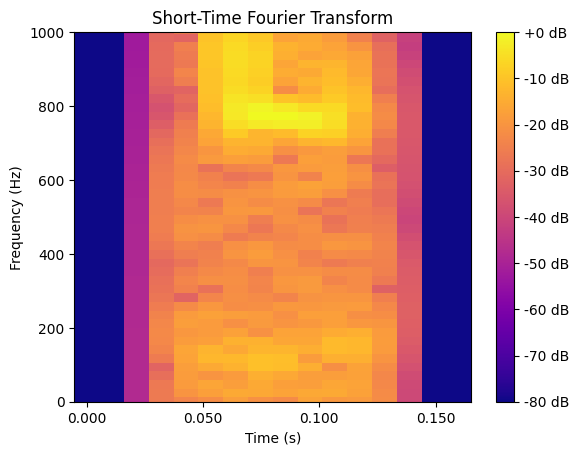 Short-Time Fourier Transform
1000
800
600
400
200
0
Frequency (Hz)
0.000
0.050
0.100
0.150
Time (s)
+0 dB
-10 dB
-20 dB
-30 dB
-40 dB
-50 dB
-60 dB
-70 dB
-80 dB